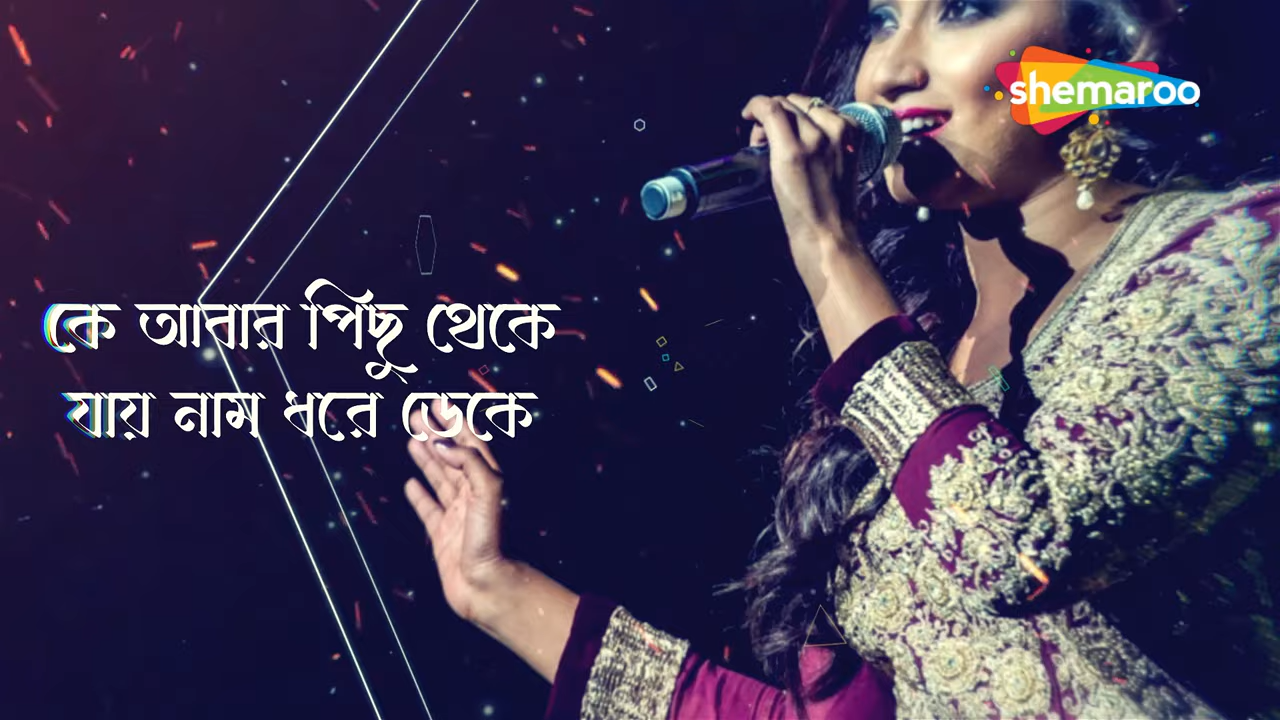 shemaroo
কে আবার পিছু থেকে
যায় নাম ধরে ডেকে